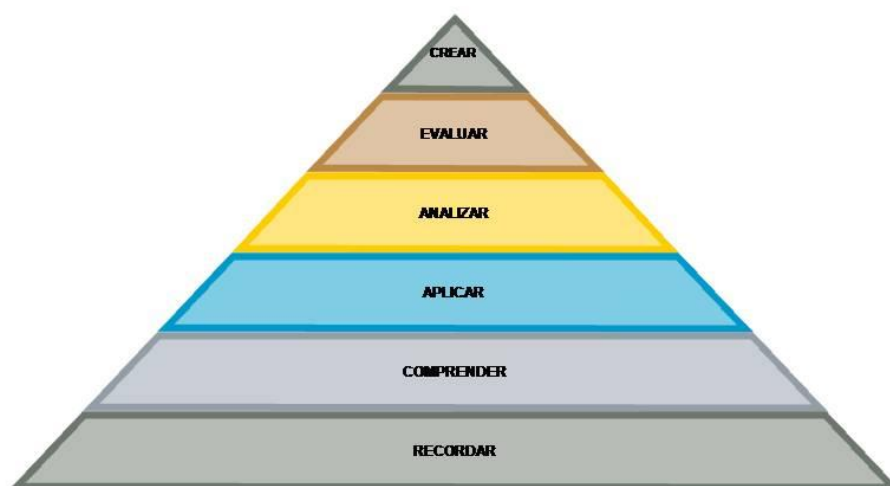 CREAR
EVALUAR
ANALIZAR
APLICAR
COMPRENDER
RECORDAR